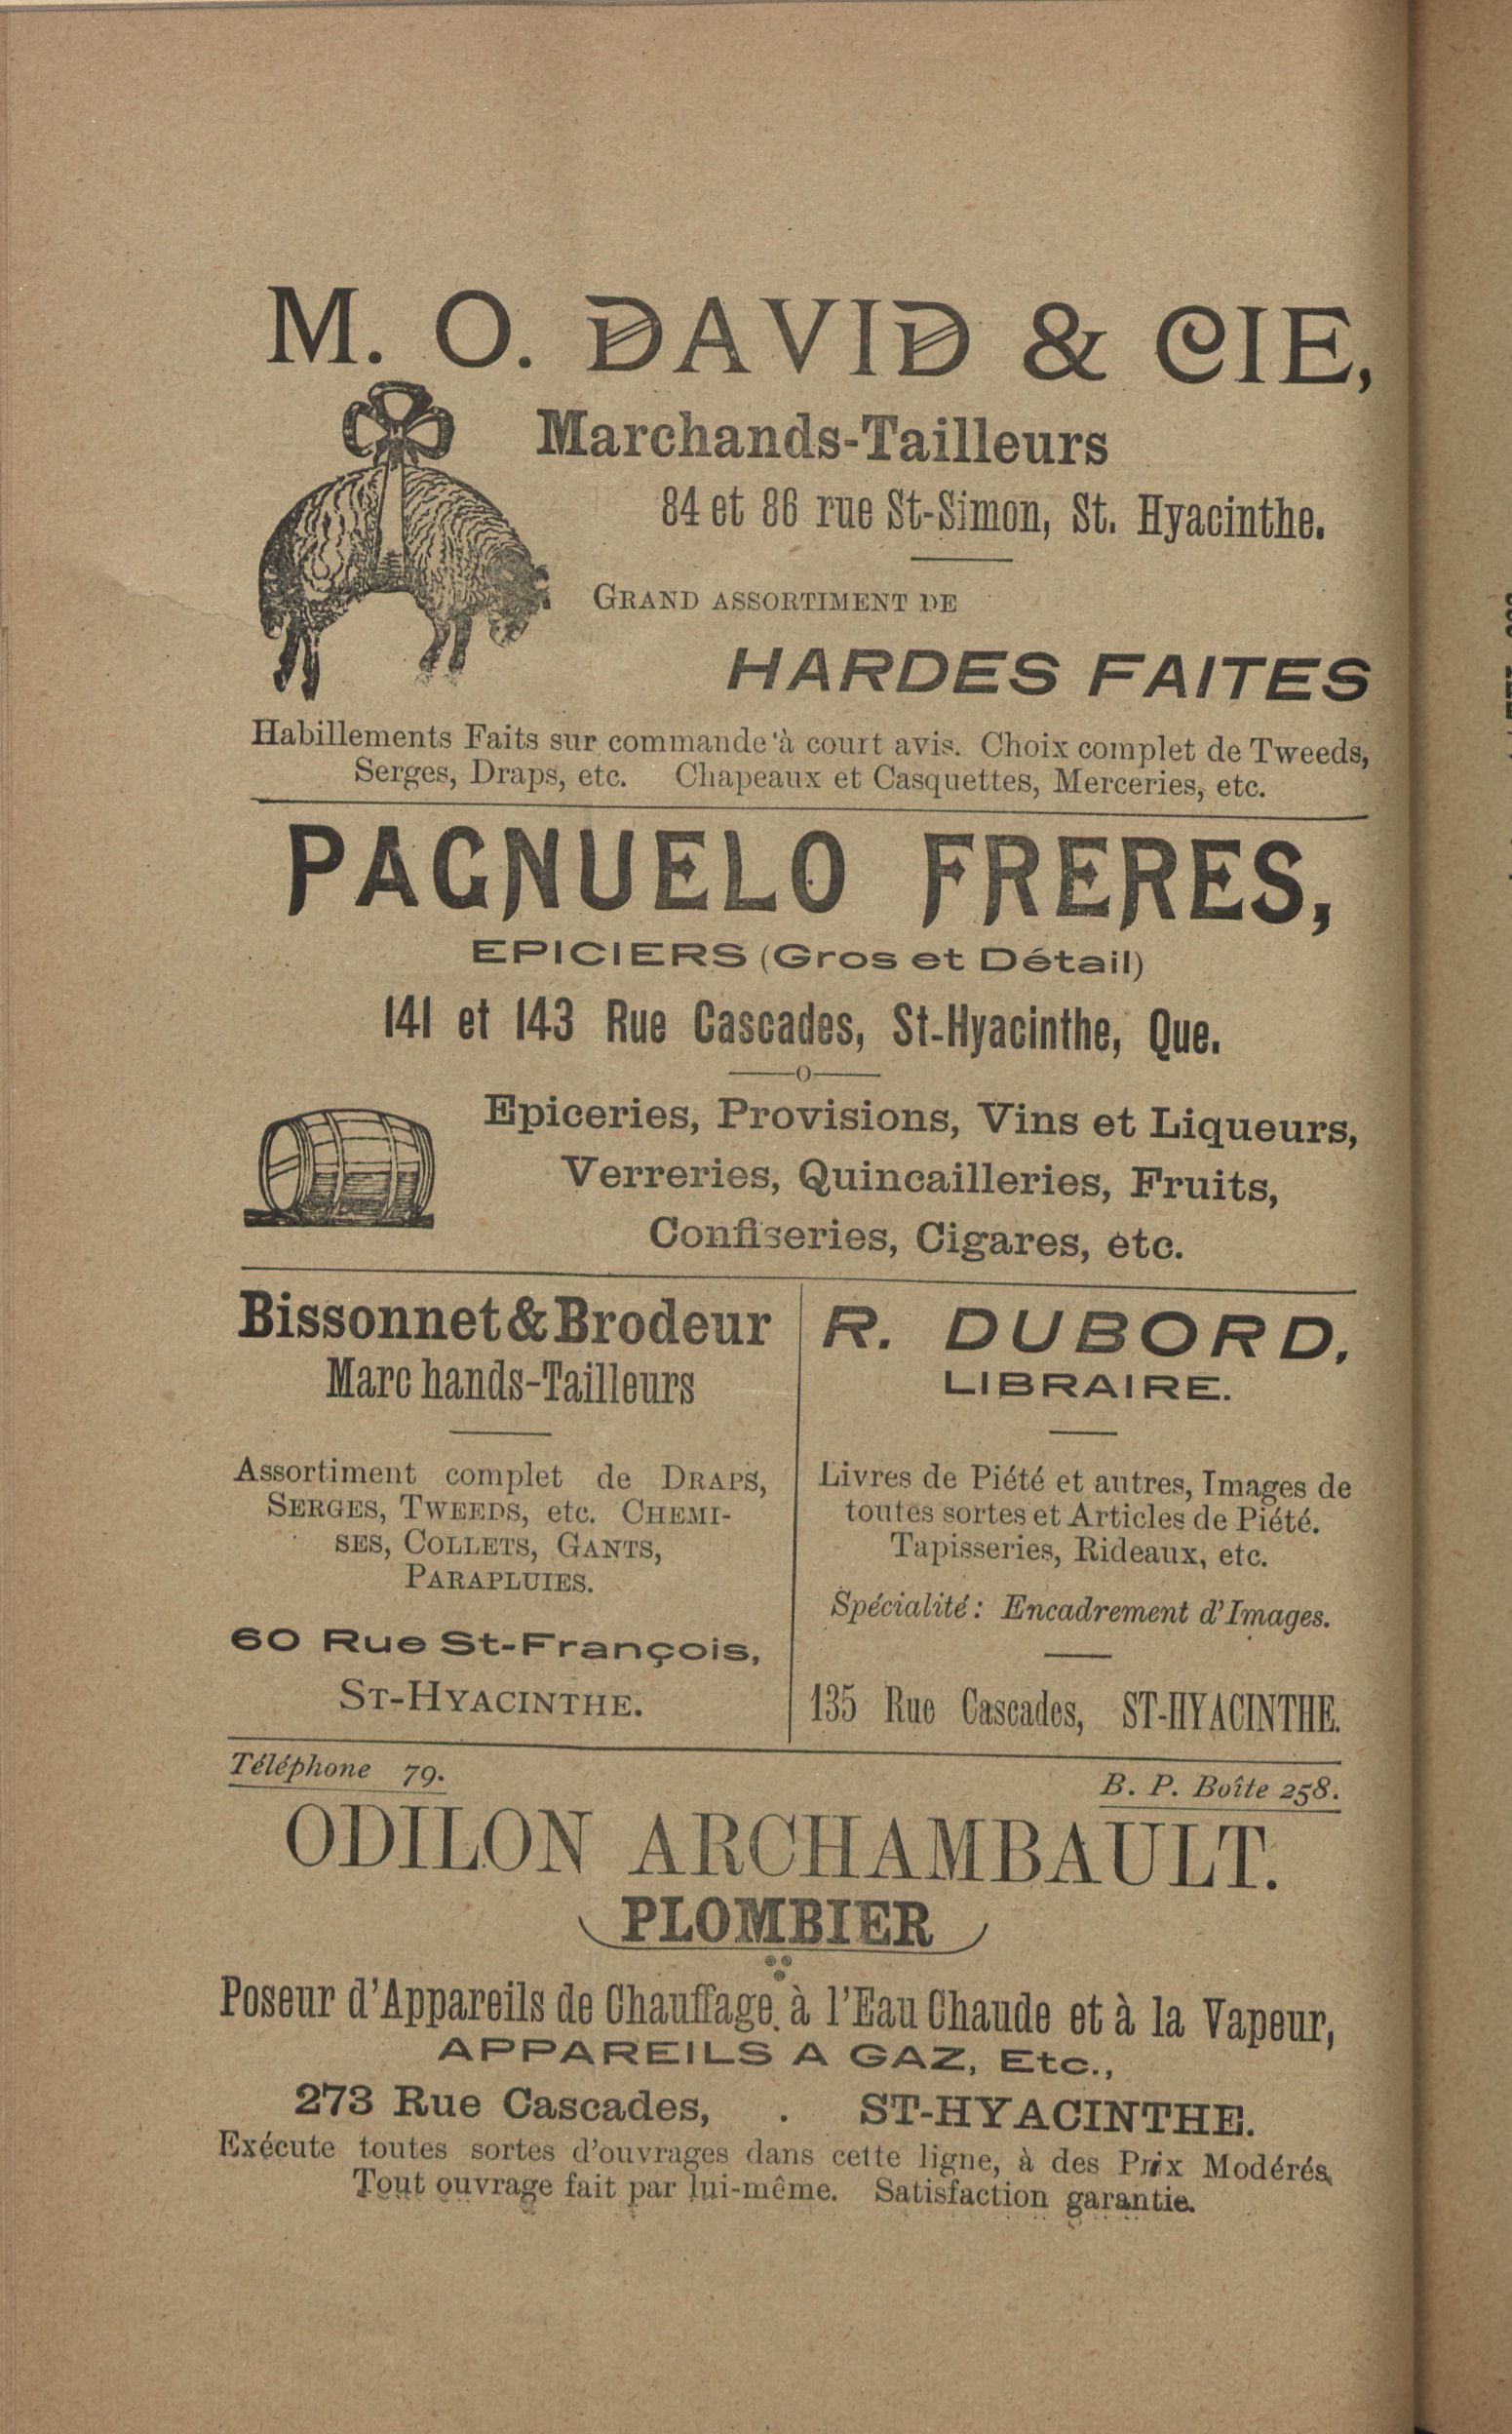 M. O. DAVID & CIE,
Marchands-Tailleurs
84 et 86 rue St-Simon, St. Hyacinthe.
GRAND ASSORTIMENT DE
HARDES FAITES
Habillements Faits sur commande à court avis. Choix complet de Tweeds,
Serges, Draps, etc. Chapeaux et Casquettes, Merceries, etc.
PAGNUELO FRERES,
EPICIERS (Gros et Détail)
141 et 143 Rue Cascades, St-Hyacinthe, Que.
——o——
Epiceries, Provisions, Vins et Liqueurs,
Verreries, Quincailleries, Fruits,
Confiseries, Cigares, etc.
Bissonnet & Brodeur
Marchands-Tailleurs
Assortiment complet de DRAPS,
SERGES, TWEEDS, etc. CHEMI-
SES, COLLETS, GANTS,
PARAPLUIES.
60 Rue St-François,
ST-HYACINTHE.
R. DUBORD,
LIBRAIRE.
Livres de Piété et autres, Images de
toutes sortes et Articles de Piété.
Tapisseries, Rideaux, etc.
Spécialité : Encadrement d'Images.
135 Rue Cascades, ST-HYACINTHE.
Téléphone 79.
B. P. Boîte 258.
ODILON ARCHAMBAULT.
PLOMBIER
Poseur d'Appareils de Chauffage à l'Eau Chaude et à la Vapeur,
APPAREILS A GAZ, Etc.,
273 Rue Cascades, . ST-HYACINTHE.
Exécute toutes sortes d'ouvrages dans cette ligne, à des Prix Modérés,
Tout ouvrage fait par lui-même. Satisfaction garantie.